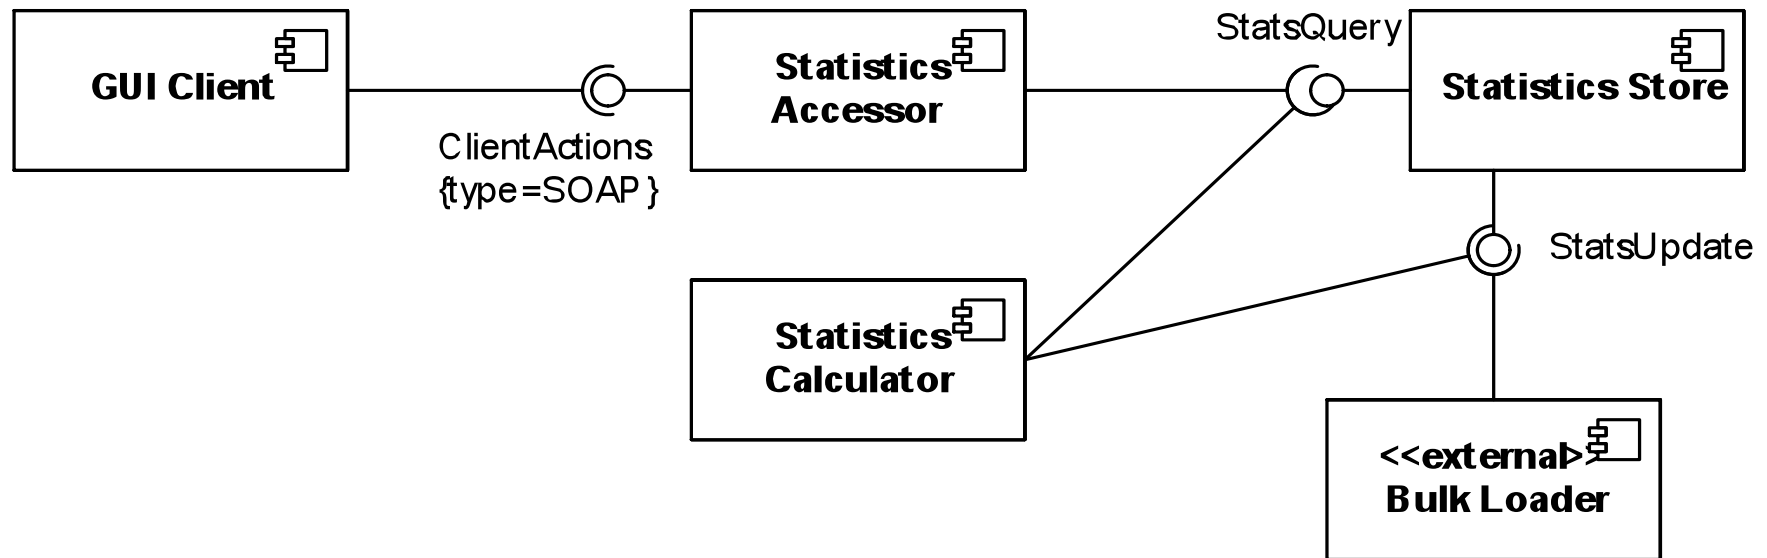 GUI Client
ClientActions
{type=SOAP}
Statistics
Accessor
StatsQuery
Statistics Store
StatsUpdate
Statistics
Calculator
<<external>>
Bulk Loader